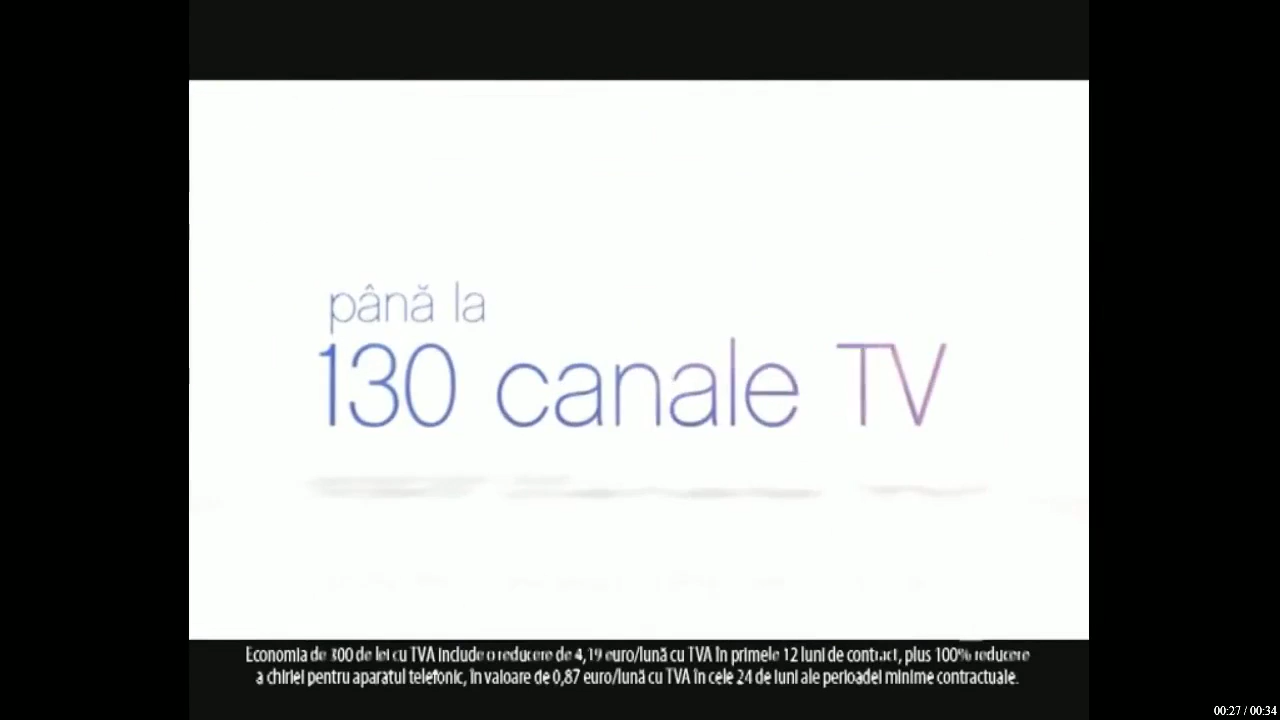 până la
130 canale TV
Economia de 300 de lei cu TVA include o reducere de 4,19 euro/lună cu TVA în primele 12 luni de contract, plus 100% reducere
a chiriei pentru aparatul telefonic, în valoare de 0,87 euro/lună cu TVA în cele 24 de luni ale perioadei minime contractuale.
00:27 / 00:34